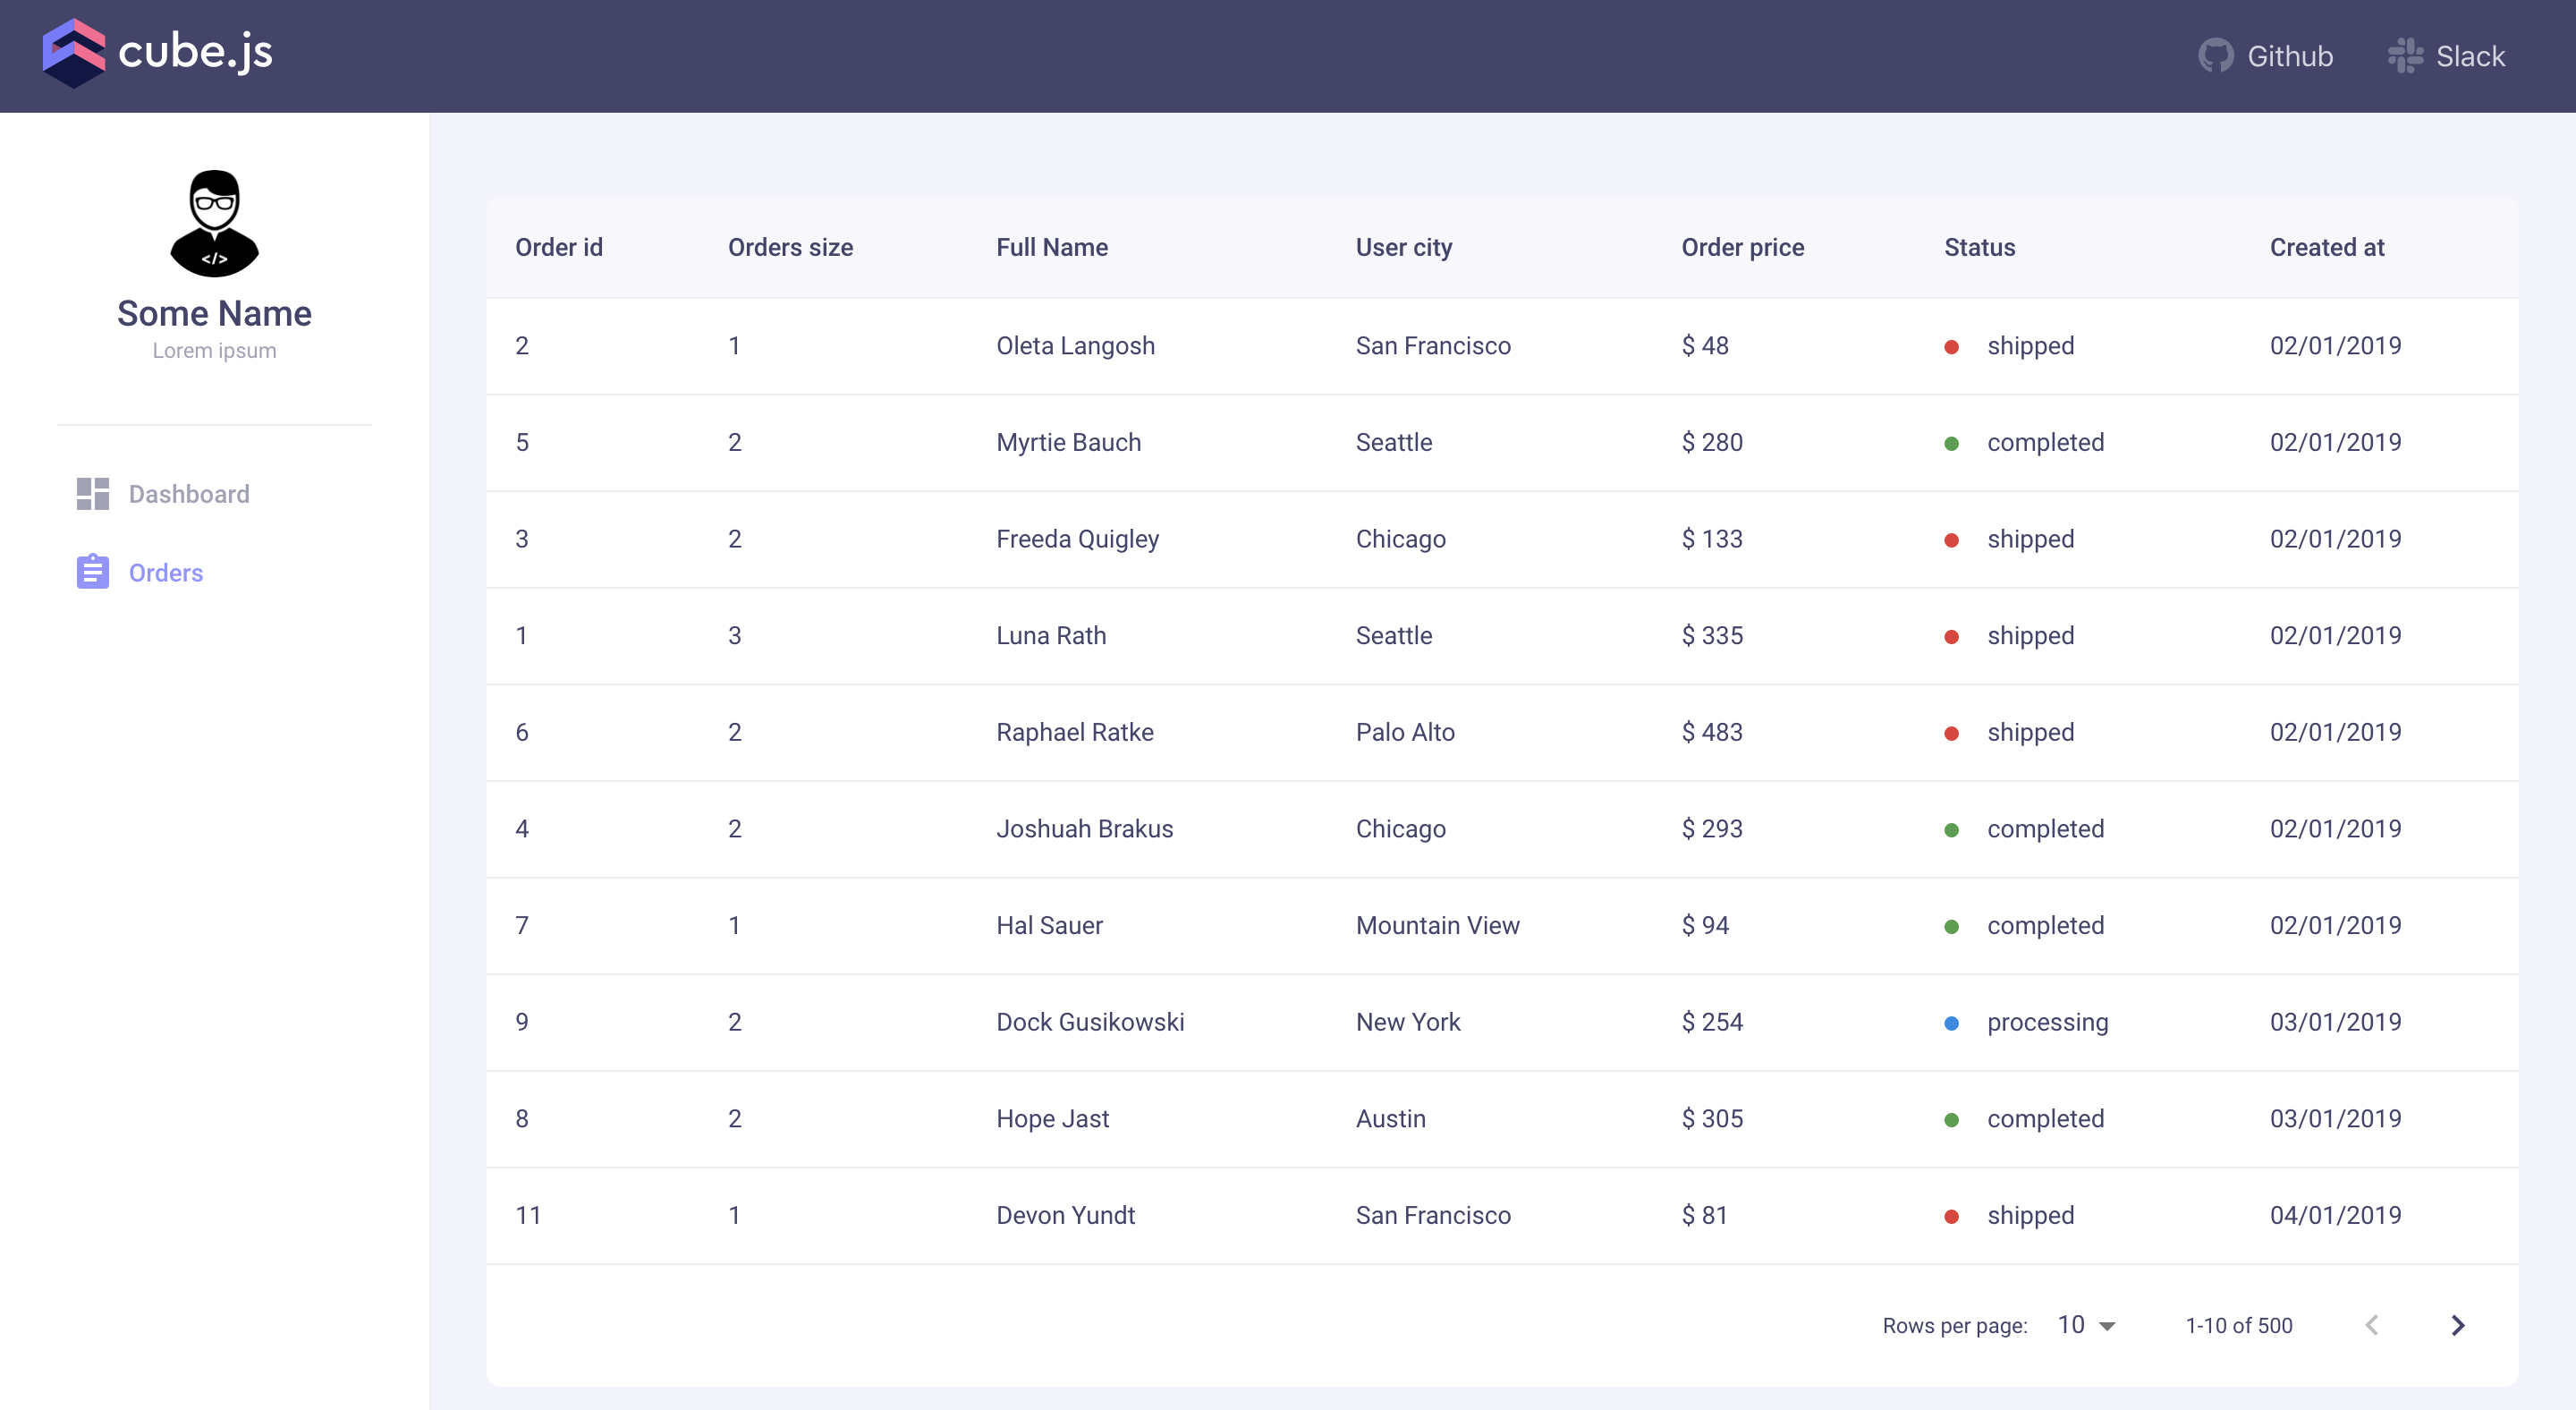 cube.js
Github Slack
</>
Some Name
Lorem ipsum
Dashboard
Orders
Order id Orders size Full Name User city Order price Status Created at
2 1 Oleta Langosh San Francisco $ 48 shipped 02/01/2019
5 2 Myrtie Bauch Seattle $ 280 completed 02/01/2019
3 2 Freeda Quigley Chicago $ 133 shipped 02/01/2019
1 3 Luna Rath Seattle $ 335 shipped 02/01/2019
6 2 Raphael Ratke Palo Alto $ 483 shipped 02/01/2019
4 2 Joshuah Brakus Chicago $ 293 completed 02/01/2019
7 1 Hal Sauer Mountain View $ 94 completed 02/01/2019
9 2 Dock Gusikowski New York $ 254 processing 03/01/2019
8 2 Hope Jast Austin $ 305 completed 03/01/2019
11 1 Devon Yundt San Francisco $ 81 shipped 04/01/2019
Rows per page: 10 1-10 of 500